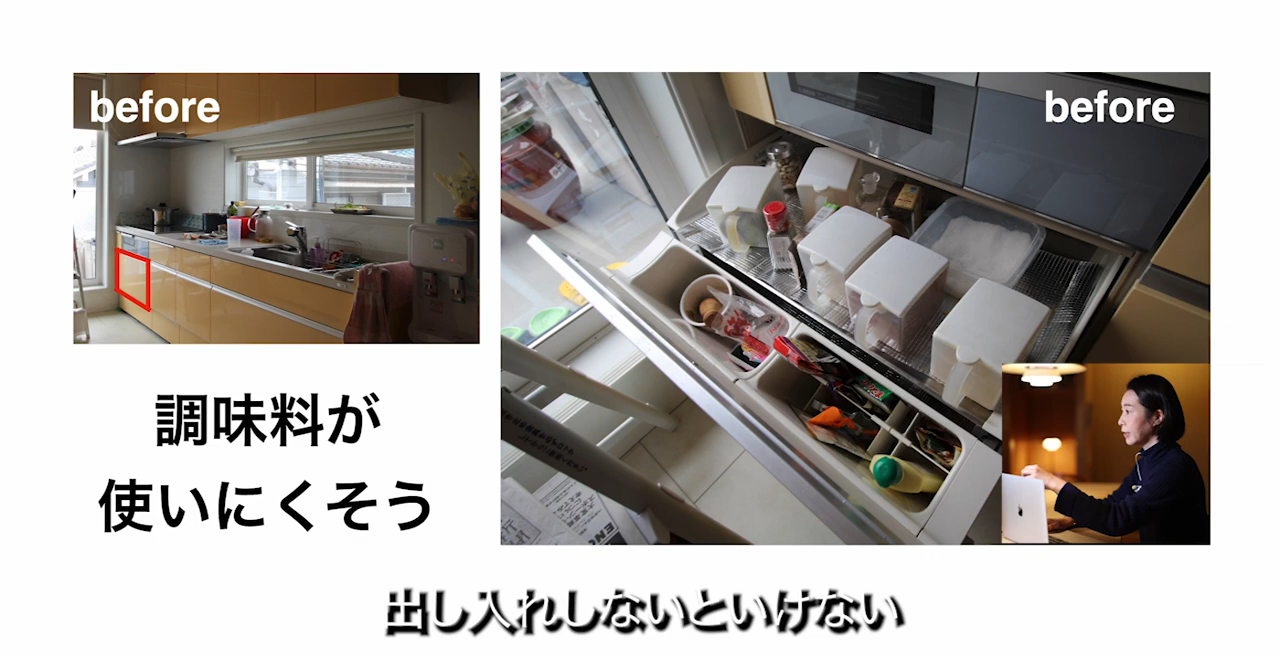 before
before
調味料が
使いにくそう
出し入れしないといけない